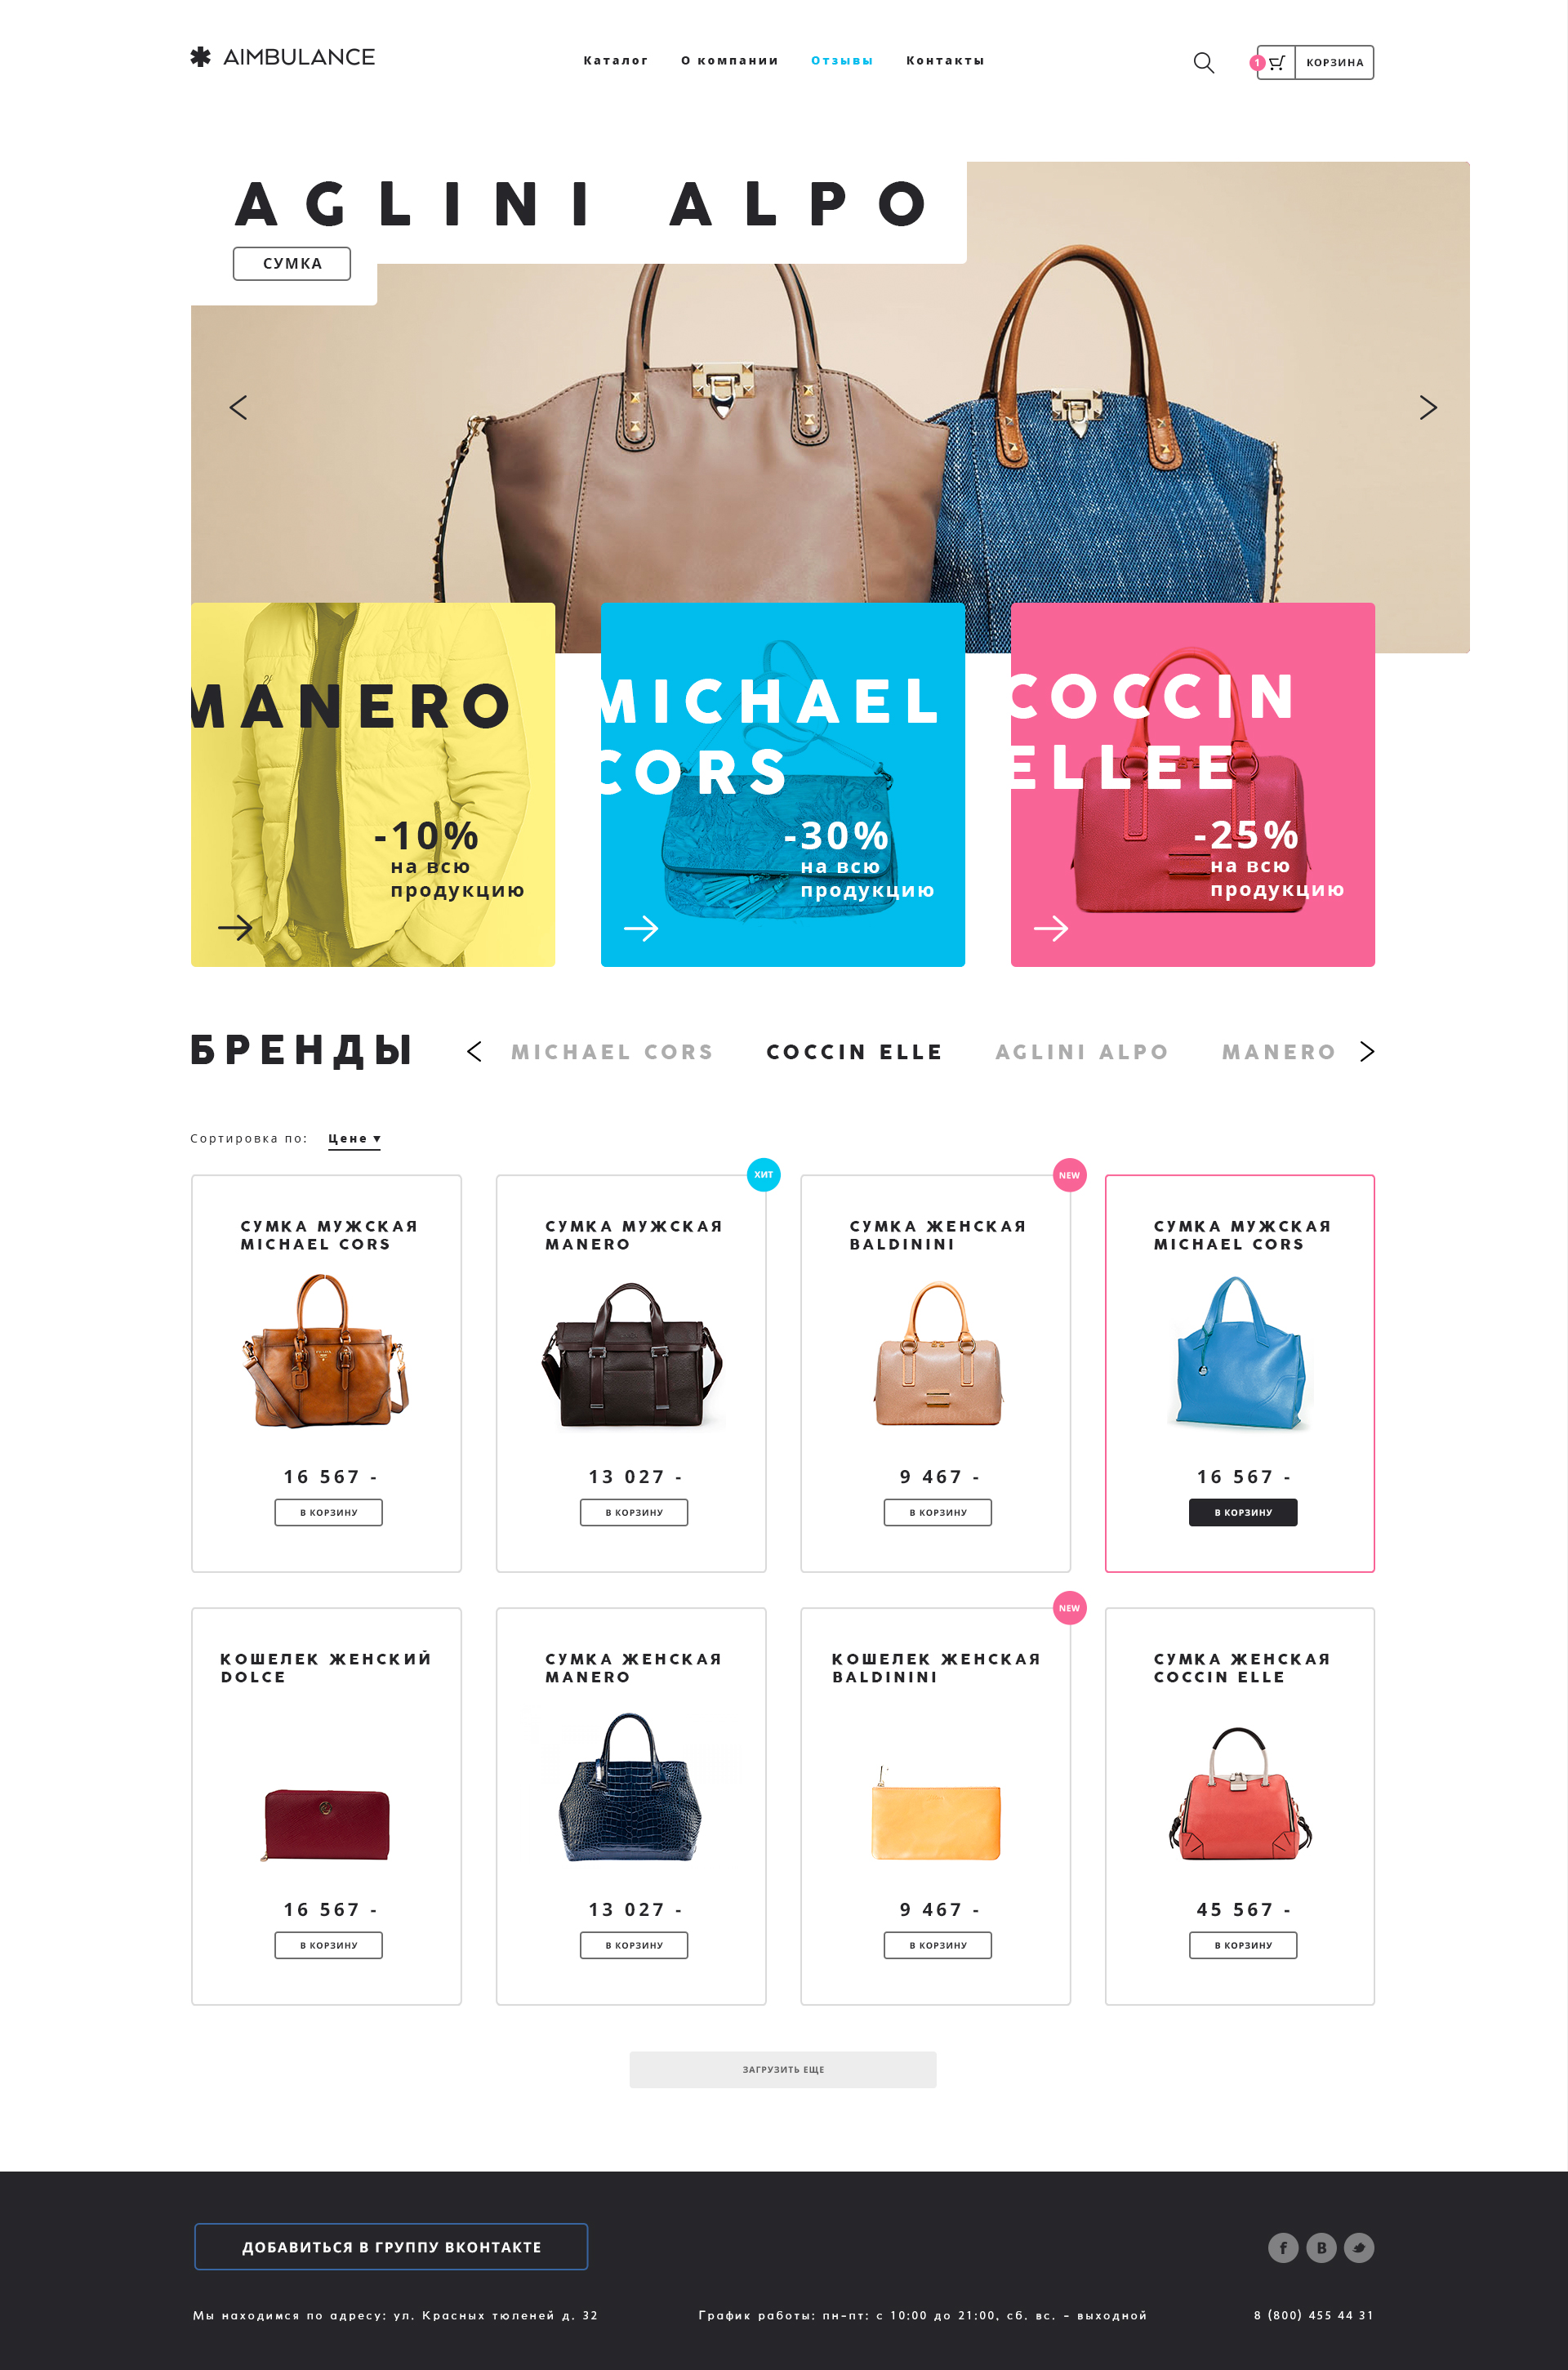 AIMBULANCE
Каталог О компании Отзывы Контакты
1 КОРЗИНА
AGLINI ALPO
СУМКА
MANERO
-10%
на всю
продукцию
MICHAEL
CORS
-30%
на всю
продукцию
COCCIN
ELLEE
-25%
на всю
продукцию
БРЕНДЫ
MICHAEL CORS COCCIN ELLE AGLINI ALPO MANERO
Сортировка по: Цене ▾
СУМКА МУЖСКАЯ
MICHAEL CORS
16 567 -
В КОРЗИНУ
ХИТ
СУМКА МУЖСКАЯ
MANERO
13 027 -
В КОРЗИНУ
NEW
СУМКА ЖЕНСКАЯ
BALDININI
9 467 -
В КОРЗИНУ
СУМКА МУЖСКАЯ
MICHAEL CORS
16 567 -
В КОРЗИНУ
КОШЕЛЕК ЖЕНСКИЙ
DOLCE
16 567 -
В КОРЗИНУ
СУМКА ЖЕНСКАЯ
MANERO
13 027 -
В КОРЗИНУ
NEW
КОШЕЛЕК ЖЕНСКАЯ
BALDININI
9 467 -
В КОРЗИНУ
СУМКА ЖЕНСКАЯ
COCCIN ELLE
45 567 -
В КОРЗИНУ
ЗАГРУЗИТЬ ЕЩЕ
ДОБАВИТЬСЯ В ГРУППУ ВКОНТАКТЕ
f B
Мы находимся по адресу: ул. Красных тюленей д. 32
График работы: пн-пт: с 10:00 до 21:00, сб. вс. - выходной
8 (800) 455 44 31